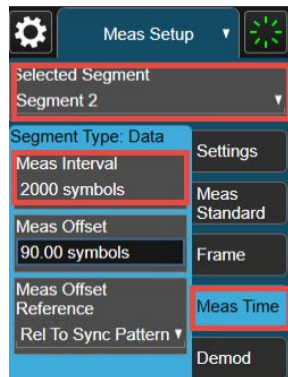 Meas Setup ▼
Selected Segment
Segment 2 ▼
Segment Type: Data
Meas Interval
2000 symbols
Meas Offset
90.00 symbols
Meas Offset
Reference
Rel To Sync Pattern ▼
Settings
Meas
Standard
Frame
Meas Time
Demod